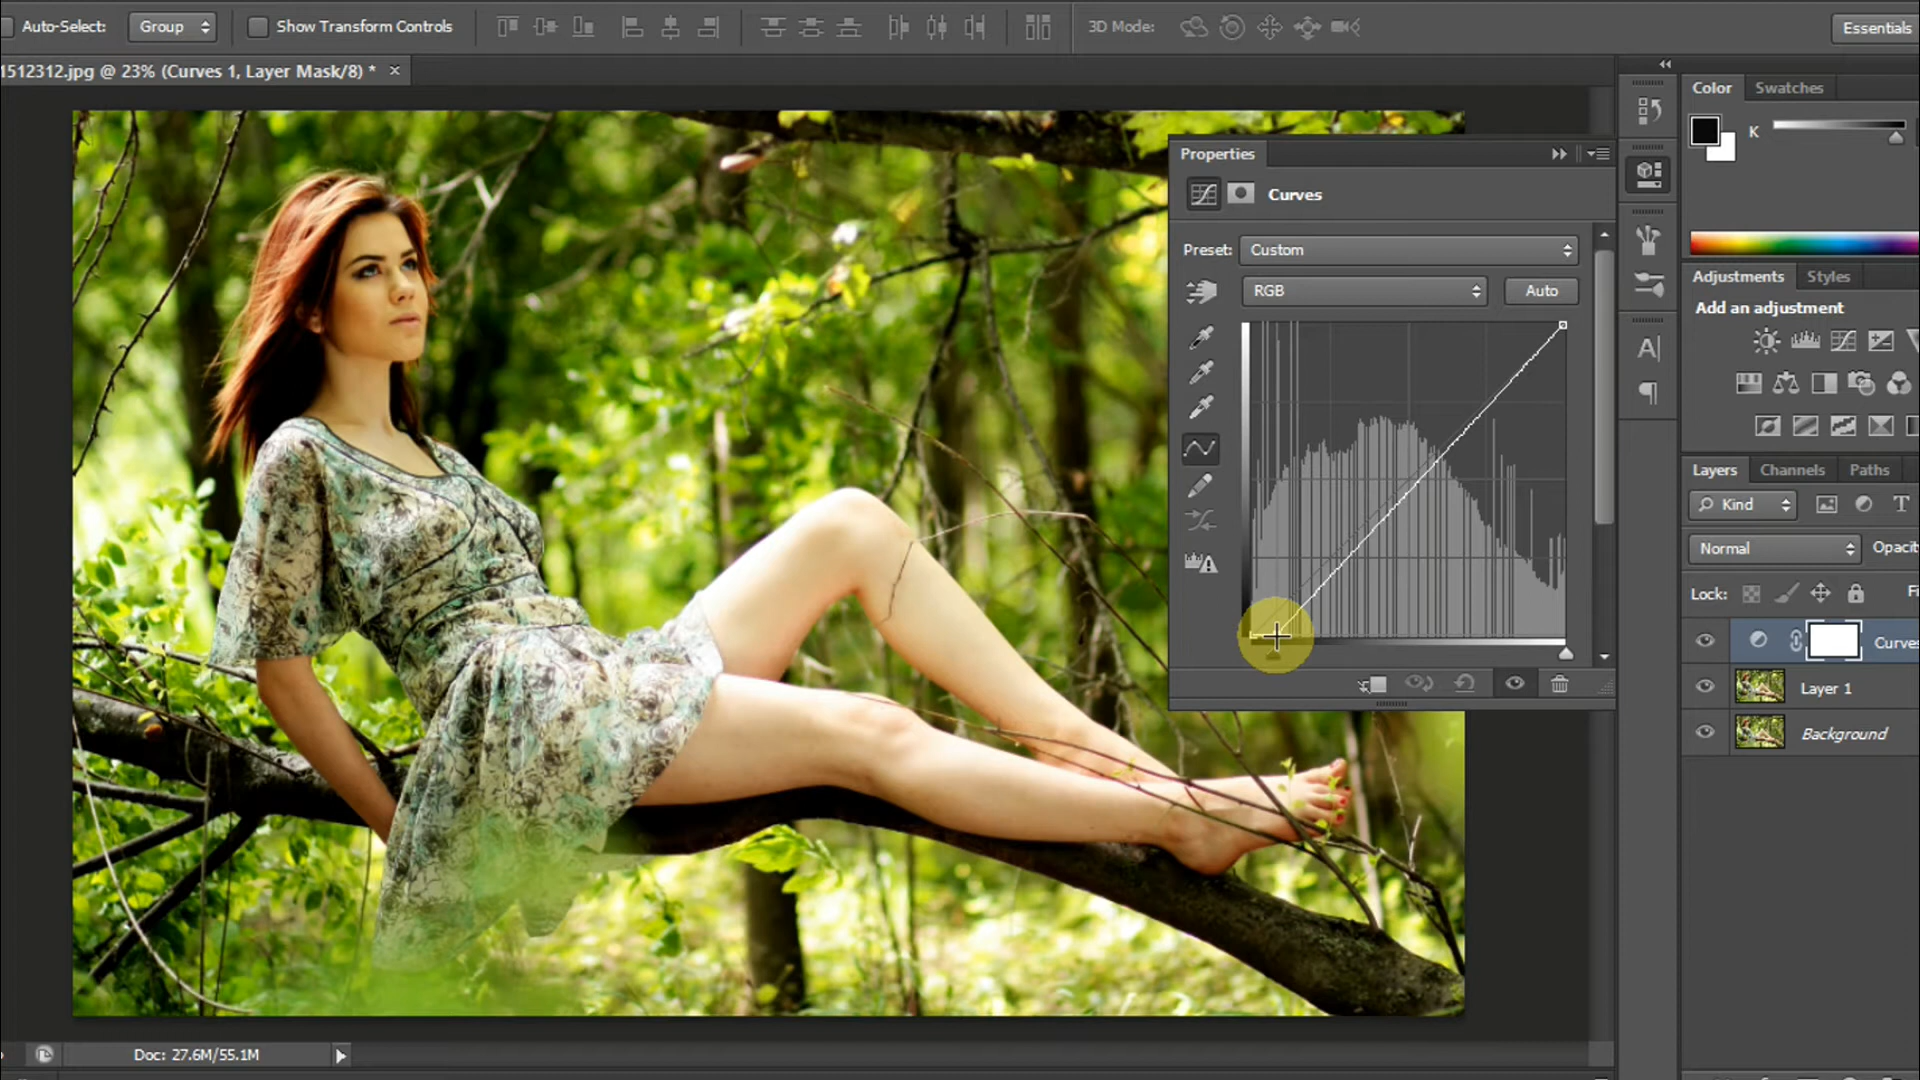 Auto-Select: Group Show Transform Controls 3D Mode: Essentials
1512312.jpg @ 23% (Curves 1, Layer Mask/8) * ×
Color Swatches
K
Properties
Curves
Preset: Custom
RGB Auto
Adjustments Styles
Add an adjustment
Layers Channels Paths
Kind T
Normal Opacit
Lock: Fi
Curves
Layer 1
Background
A
Doc: 27.6M/55.1M